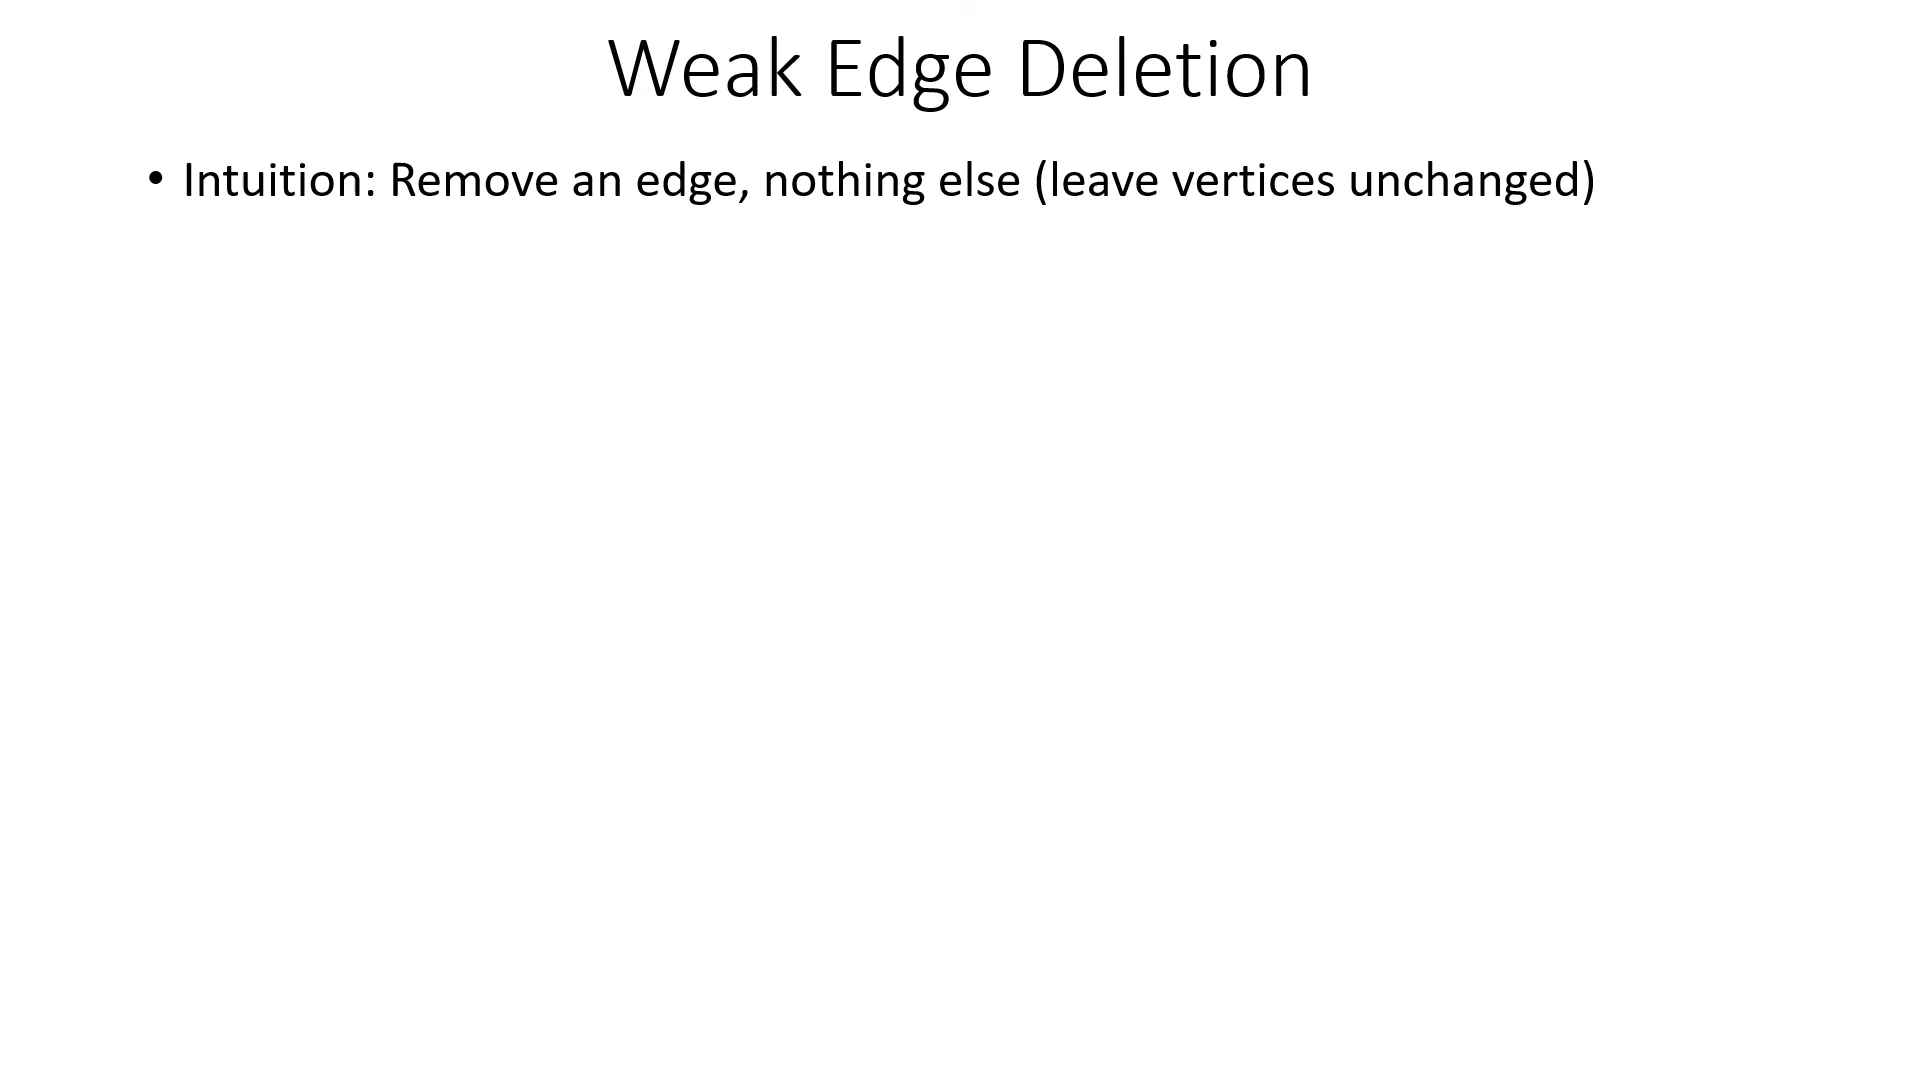 Weak Edge Deletion
• Intuition: Remove an edge, nothing else (leave vertices unchanged)